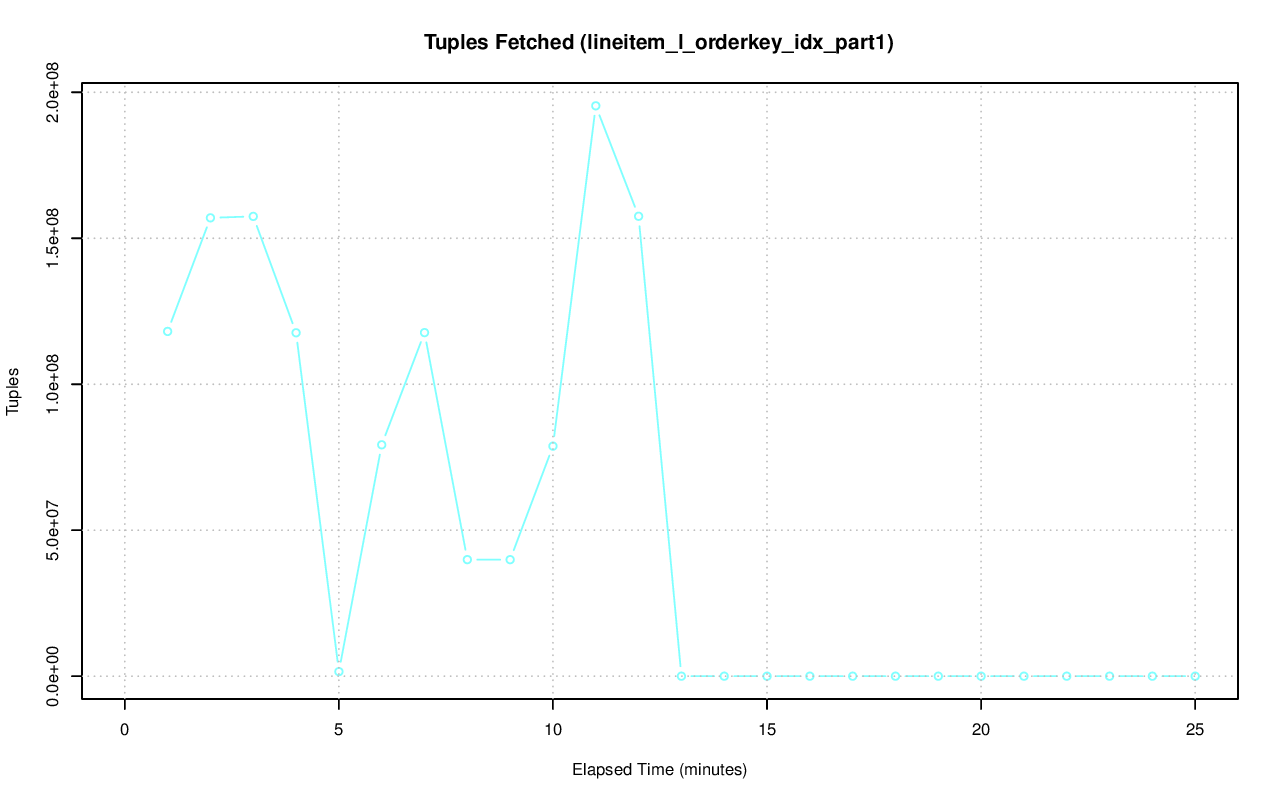 Tuples Fetched (lineitem_l_orderkey_idx_part1)
2.0e+08
1.5e+08
1.0e+08
5.0e+07
0.0e+00
Tuples
0 5 10 15 20 25
Elapsed Time (minutes)